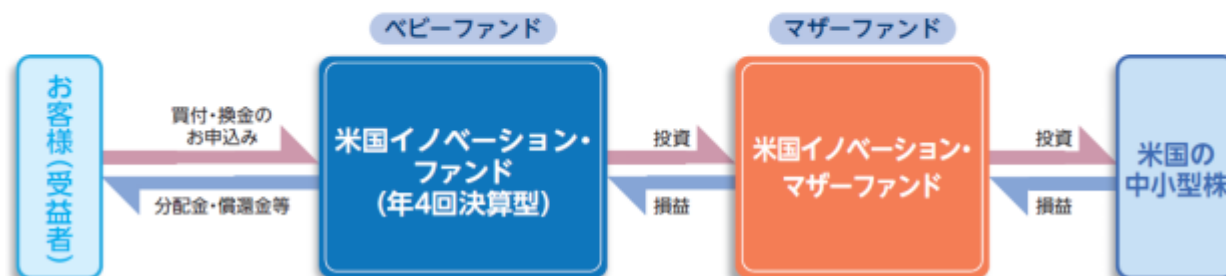 ベビーファンド
マザーファンド
お客様(受益者)
買付・換金の
お申込み
分配金・償還金等
米国イノベーション・
ファンド
(年4回決算型)
投資
損益
米国イノベーション・
マザーファンド
投資
損益
米国の
中小型株